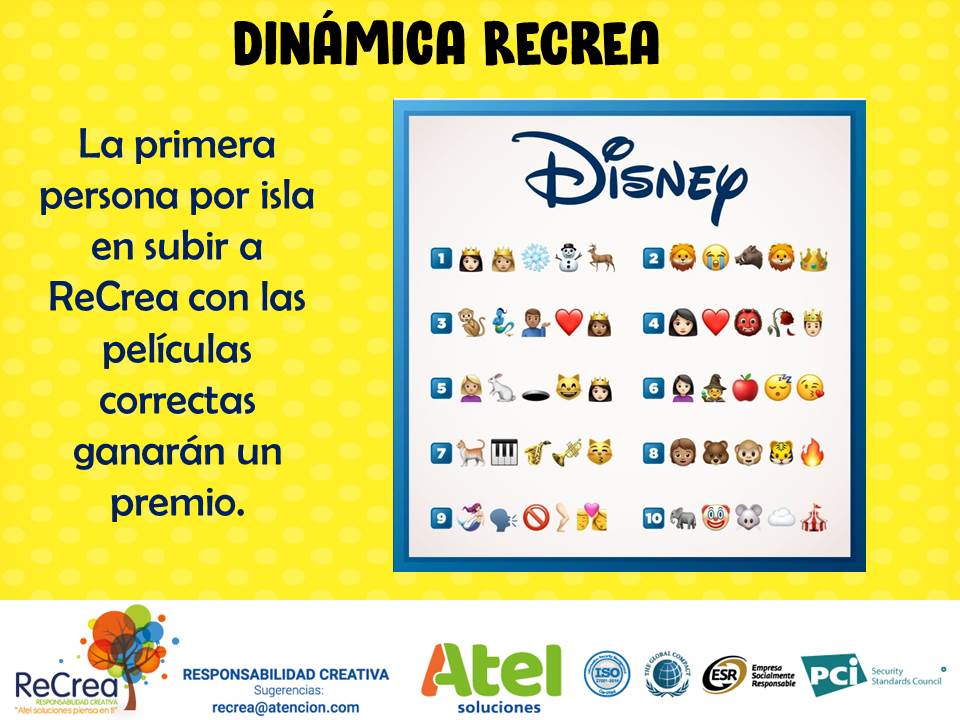 DINÁMICA RECREA
La primera
persona por isla
en subir a
ReCrea con las
películas
correctas
ganarán un
premio.
DISNEY
1
2
3
4
5
6
7
8
9
10
ReCrea
RESPONSABILIDAD CREATIVA
"Atel soluciones piensa en ti"
RESPONSABILIDAD CREATIVA
Sugerencias:
recrea@atencion.com
Atel
soluciones
ISO
THE GLOBAL COMPACT
ESR
Empresa
Socialmente
Responsable
PCi
Security
Standards Council